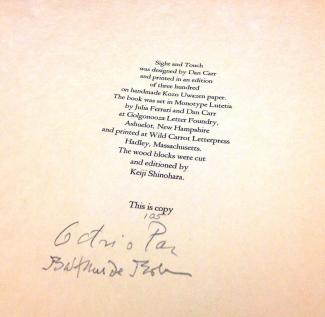 Sight and Touch
was designed by Dan Carr
and printed in an edition
of three hundred
on handmade Kozo Uwazen paper.
The book was set in Monotype Lutetia
by Julia Ferrari and Dan Carr
at Golgonooza Letter Foundry,
Ashuelot, New Hampshire
and printed at Wild Carrot Letterpress
Hadley, Massachusetts.
The wood blocks were cut
and editioned by
Keiji Shinohara.
This is copy
105
Octavio Paz